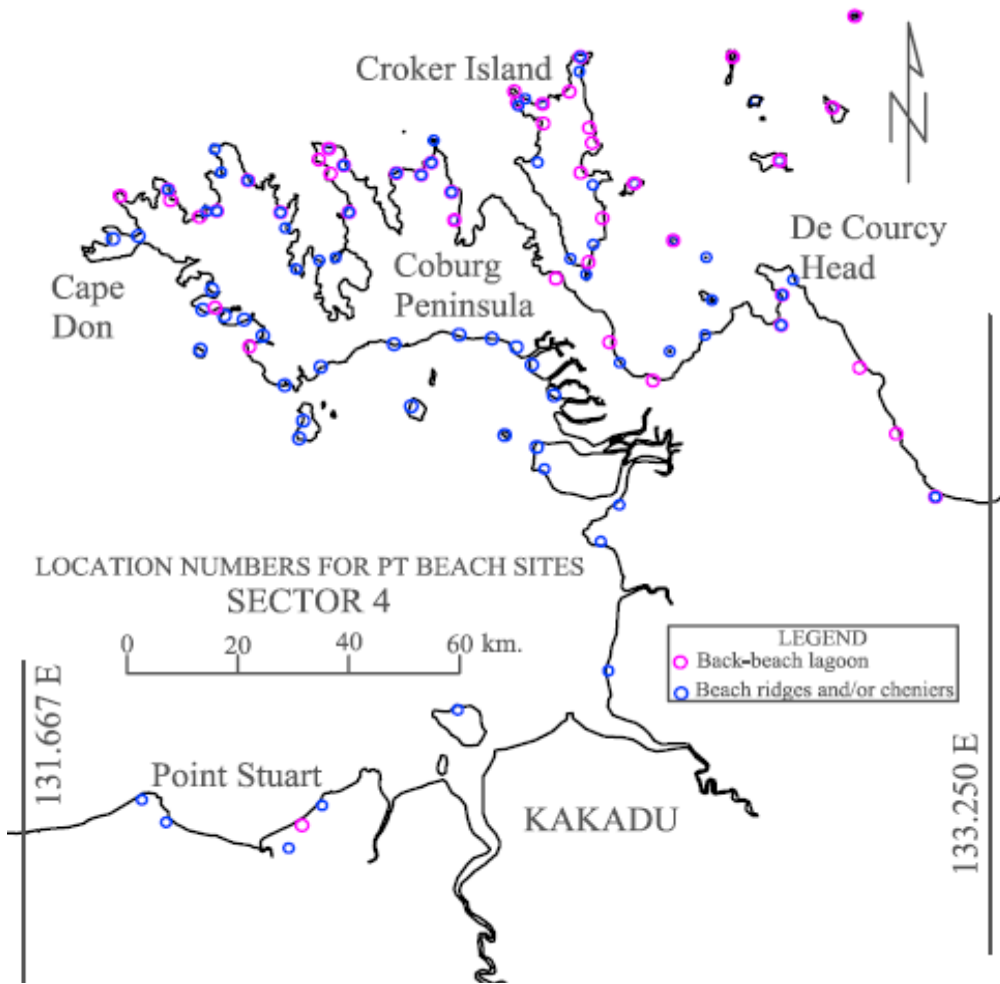 Croker Island
N
De Courcy
Head
Cape
Don
Coburg
Peninsula
LOCATION NUMBERS FOR PT BEACH SITES
SECTOR 4
0 20 40 60 km.
LEGEND
Back-beach lagoon
Beach ridges and/or cheniers
131.667 E
133.250 E
Point Stuart
KAKADU